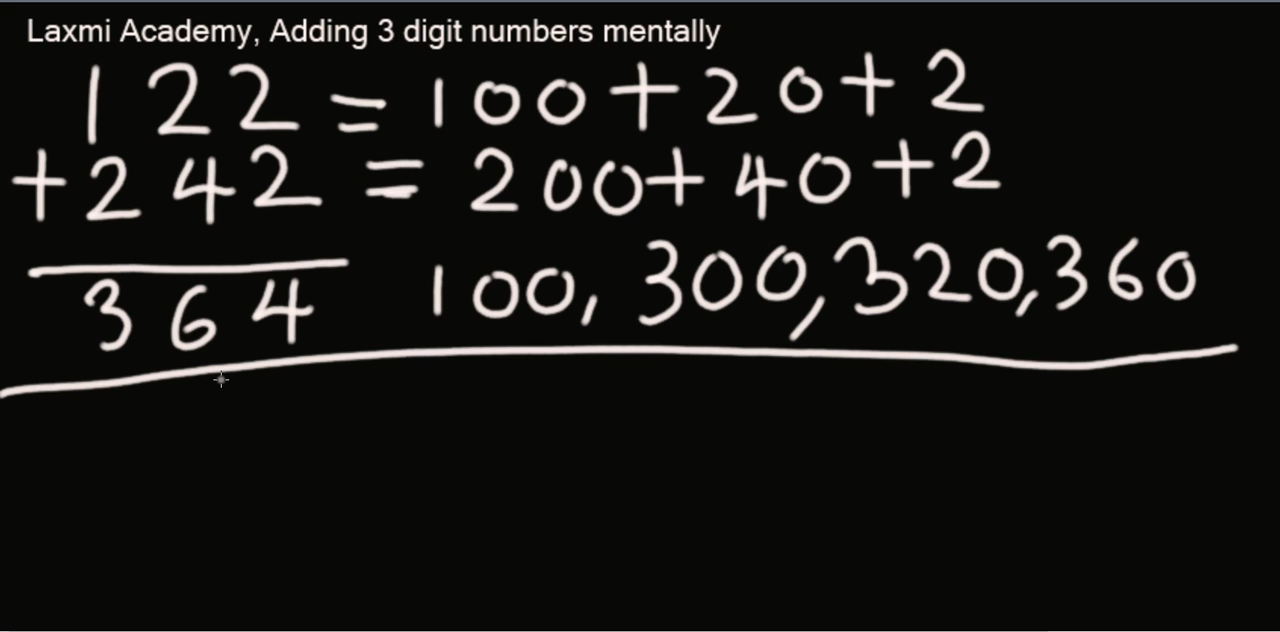 Laxmi Academy, Adding 3 digit numbers mentally
122 = 100+20+2
+242 = 200+40+2
364 100, 300, 320, 360